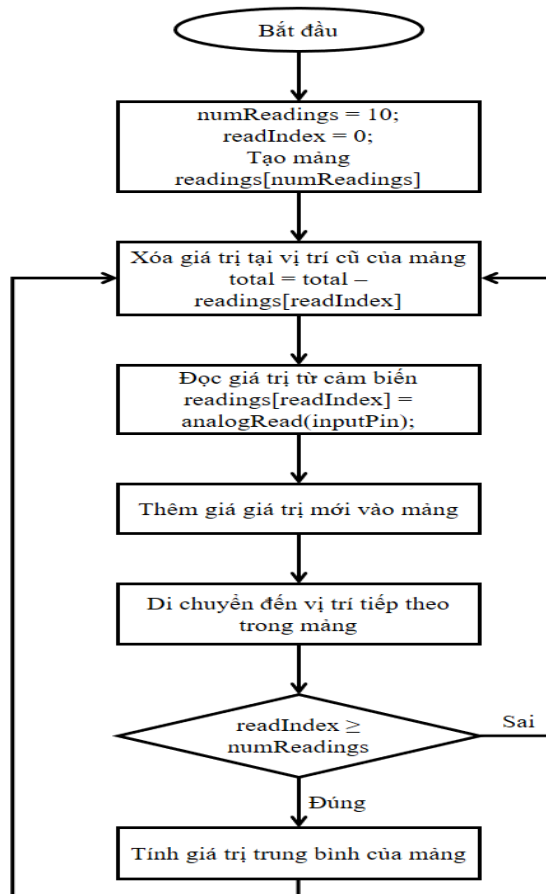 Bắt đầu
numReadings = 10;
readIndex = 0;
Tạo mảng
readings[numReadings]
Xóa giá trị tại vị trí cũ của mảng
total = total –
readings[readIndex]
Đọc giá trị từ cảm biến
readings[readIndex] =
analogRead(inputPin);
Thêm giá giá trị mới vào mảng
Di chuyển đến vị trí tiếp theo
trong mảng
readIndex ≥
numReadings
Sai
Đúng
Tính giá trị trung bình của mảng